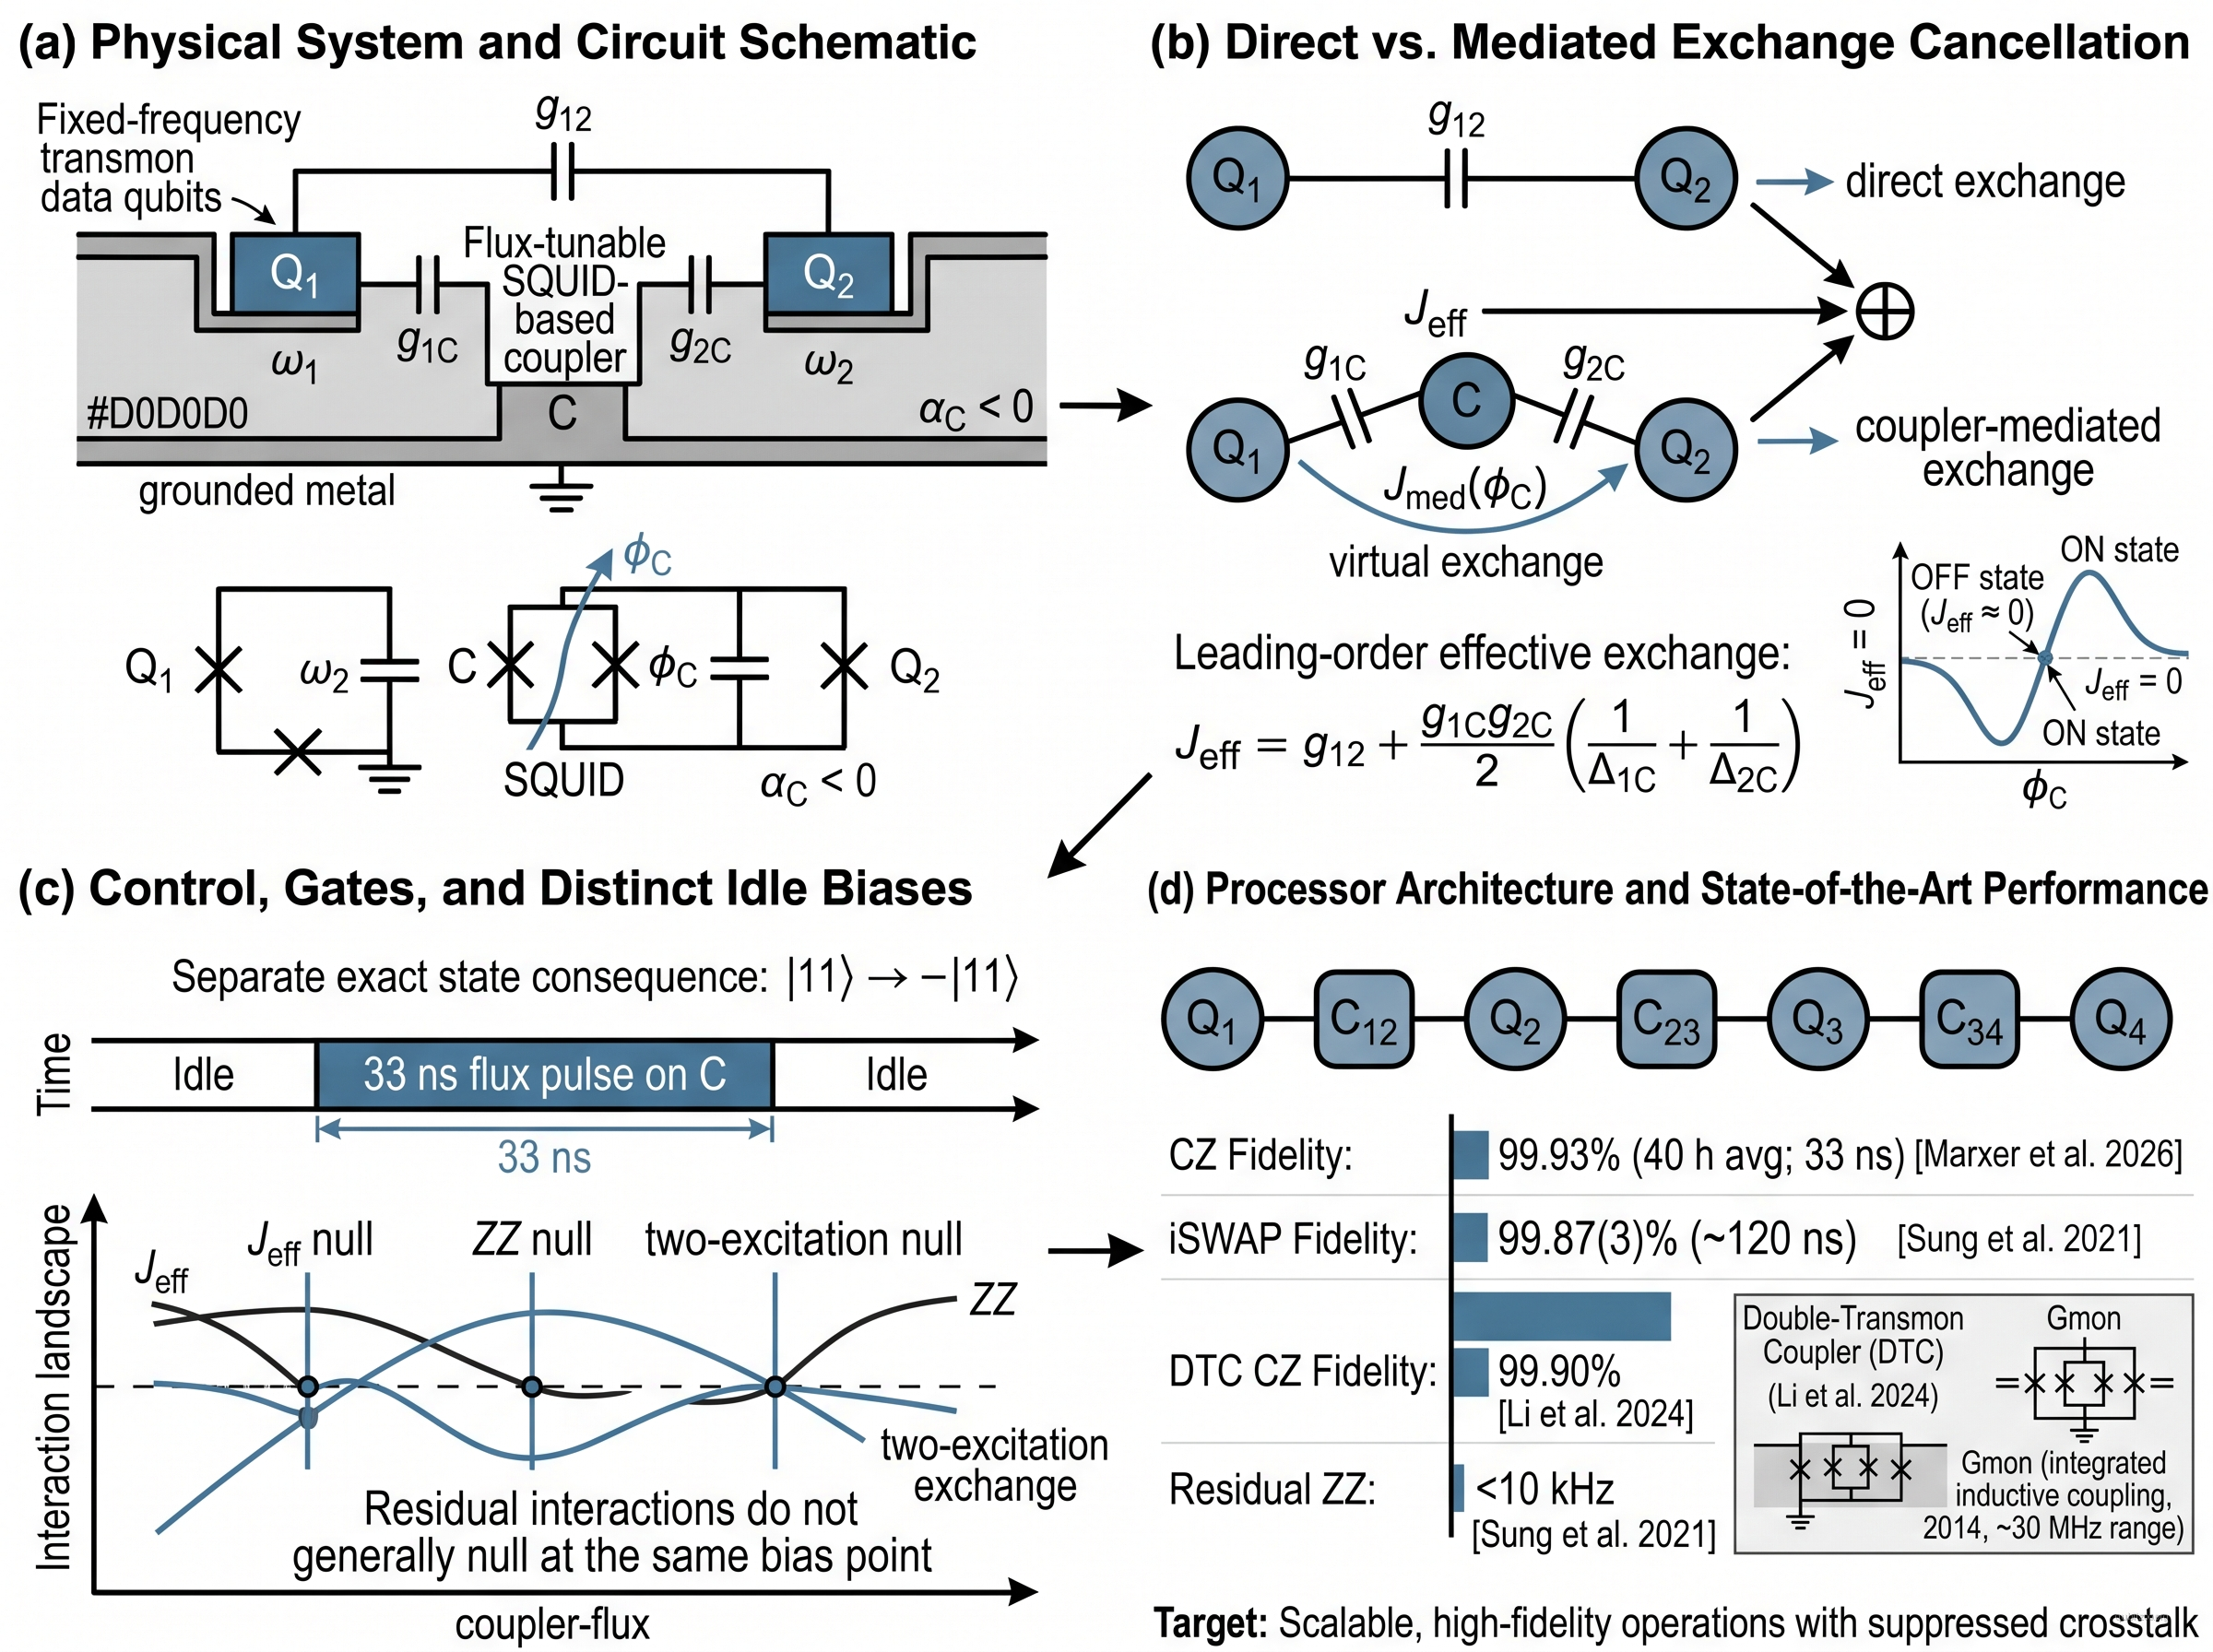 (a) Physical System and Circuit Schematic
Fixed-frequency
transmon
data qubits
g12
Q1
Flux-tunable
SQUID-
based
coupler
Q2
g1C
g2C
ω1
ω2
#D0D0D0
C
αC < 0
grounded metal
ϕC
Q1
ω2
C
ϕC
Q2
SQUID
αC < 0
(b) Direct vs. Mediated Exchange Cancellation
g12
Q1
Q2
direct exchange
Jeff
g1C
g2C
C
Q1
Q2
coupler-mediated
exchange
Jmed(ϕC)
virtual exchange
Leading-order effective exchange:
Jeff = g12 + g1Cg2C/2 (1/Δ1C + 1/Δ2C)
ON state
OFF state
(Jeff ≈ 0)
Jeff = 0
Jeff = 0
ON state
ϕC
(c) Control, Gates, and Distinct Idle Biases
Separate exact state consequence: |11⟩ → −|11⟩
Time
Idle
33 ns flux pulse on C
Idle
33 ns
Interaction landscape
Jeff
Jeff null
ZZ null
two-excitation null
ZZ
two-excitation
exchange
Residual interactions do not
generally null at the same bias point
coupler-flux
(d) Processor Architecture and State-of-the-Art Performance
Q1
C12
Q2
C23
Q3
C34
Q4
CZ Fidelity:
99.93% (40 h avg; 33 ns) [Marxer et al. 2026]
iSWAP Fidelity:
99.87(3)% (~120 ns)
[Sung et al. 2021]
DTC CZ Fidelity:
99.90%
[Li et al. 2024]
Residual ZZ:
<10 kHz
[Sung et al. 2021]
Double-Transmon
Coupler (DTC)
(Li et al. 2024)
Gmon
Gmon (integrated
inductive coupling,
2014, ~30 MHz range)
Target: Scalable, high-fidelity operations with suppressed crosstalk